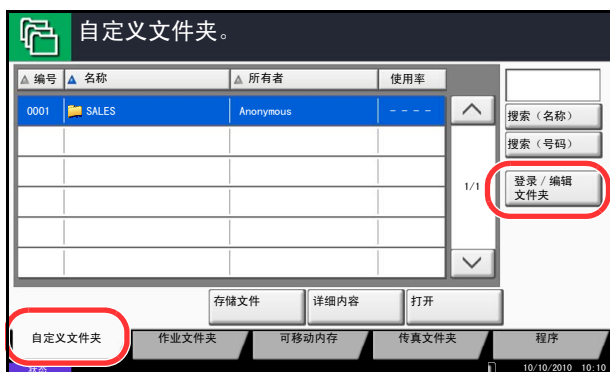 自定义文件夹。
编号 名称 所有者 使用率
0001 SALES Anonymous - - - -
搜索（名称）
搜索（号码）
1/1
登录 / 编辑
文件夹
存储文件 详细内容 打开
自定义文件夹 作业文件夹 可移动内存 传真文件夹 程序
状态 10/10/2010 10:10